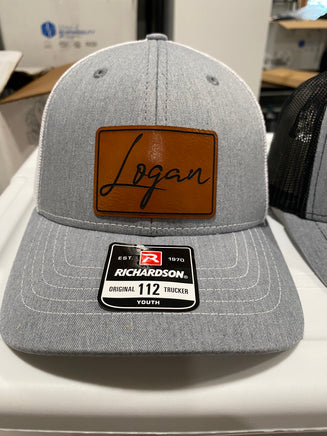 Logan
EST. R 1970
RICHARDSON®
ORIGINAL 112 TRUCKER
YOUTH